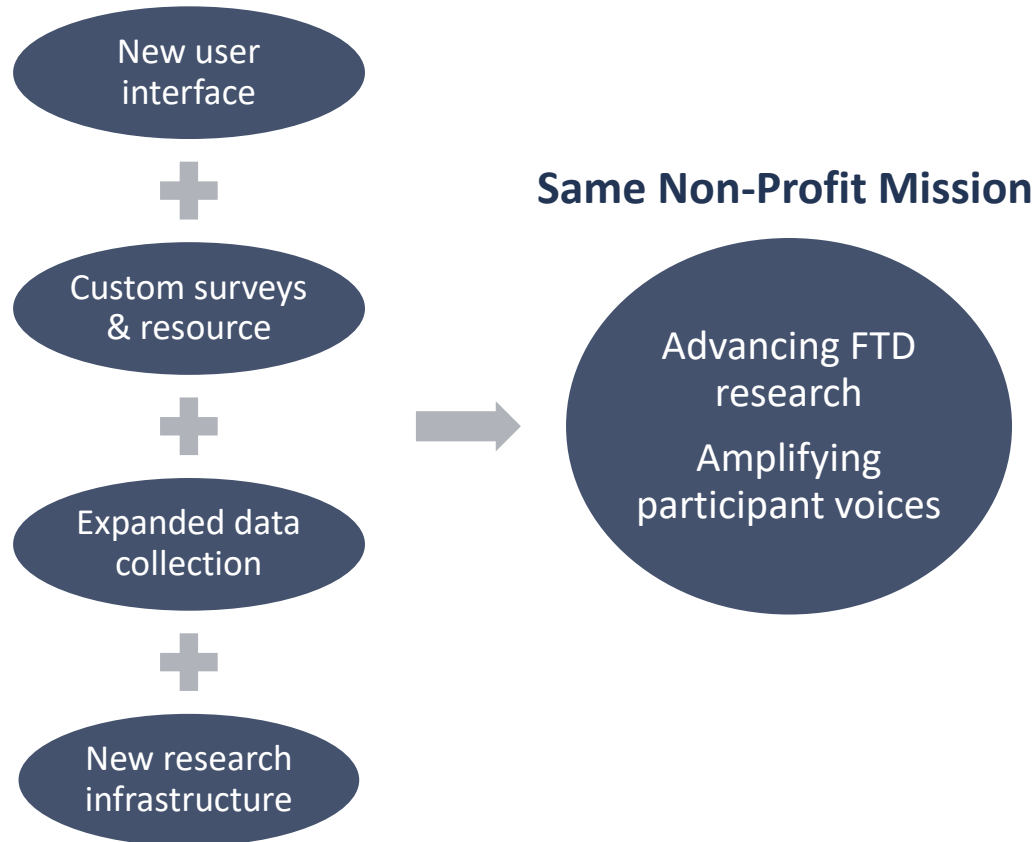 New user
interface
Custom surveys
& resource
Expanded data
collection
New research
infrastructure
Same Non-Profit Mission
Advancing FTD
research
Amplifying
participant voices